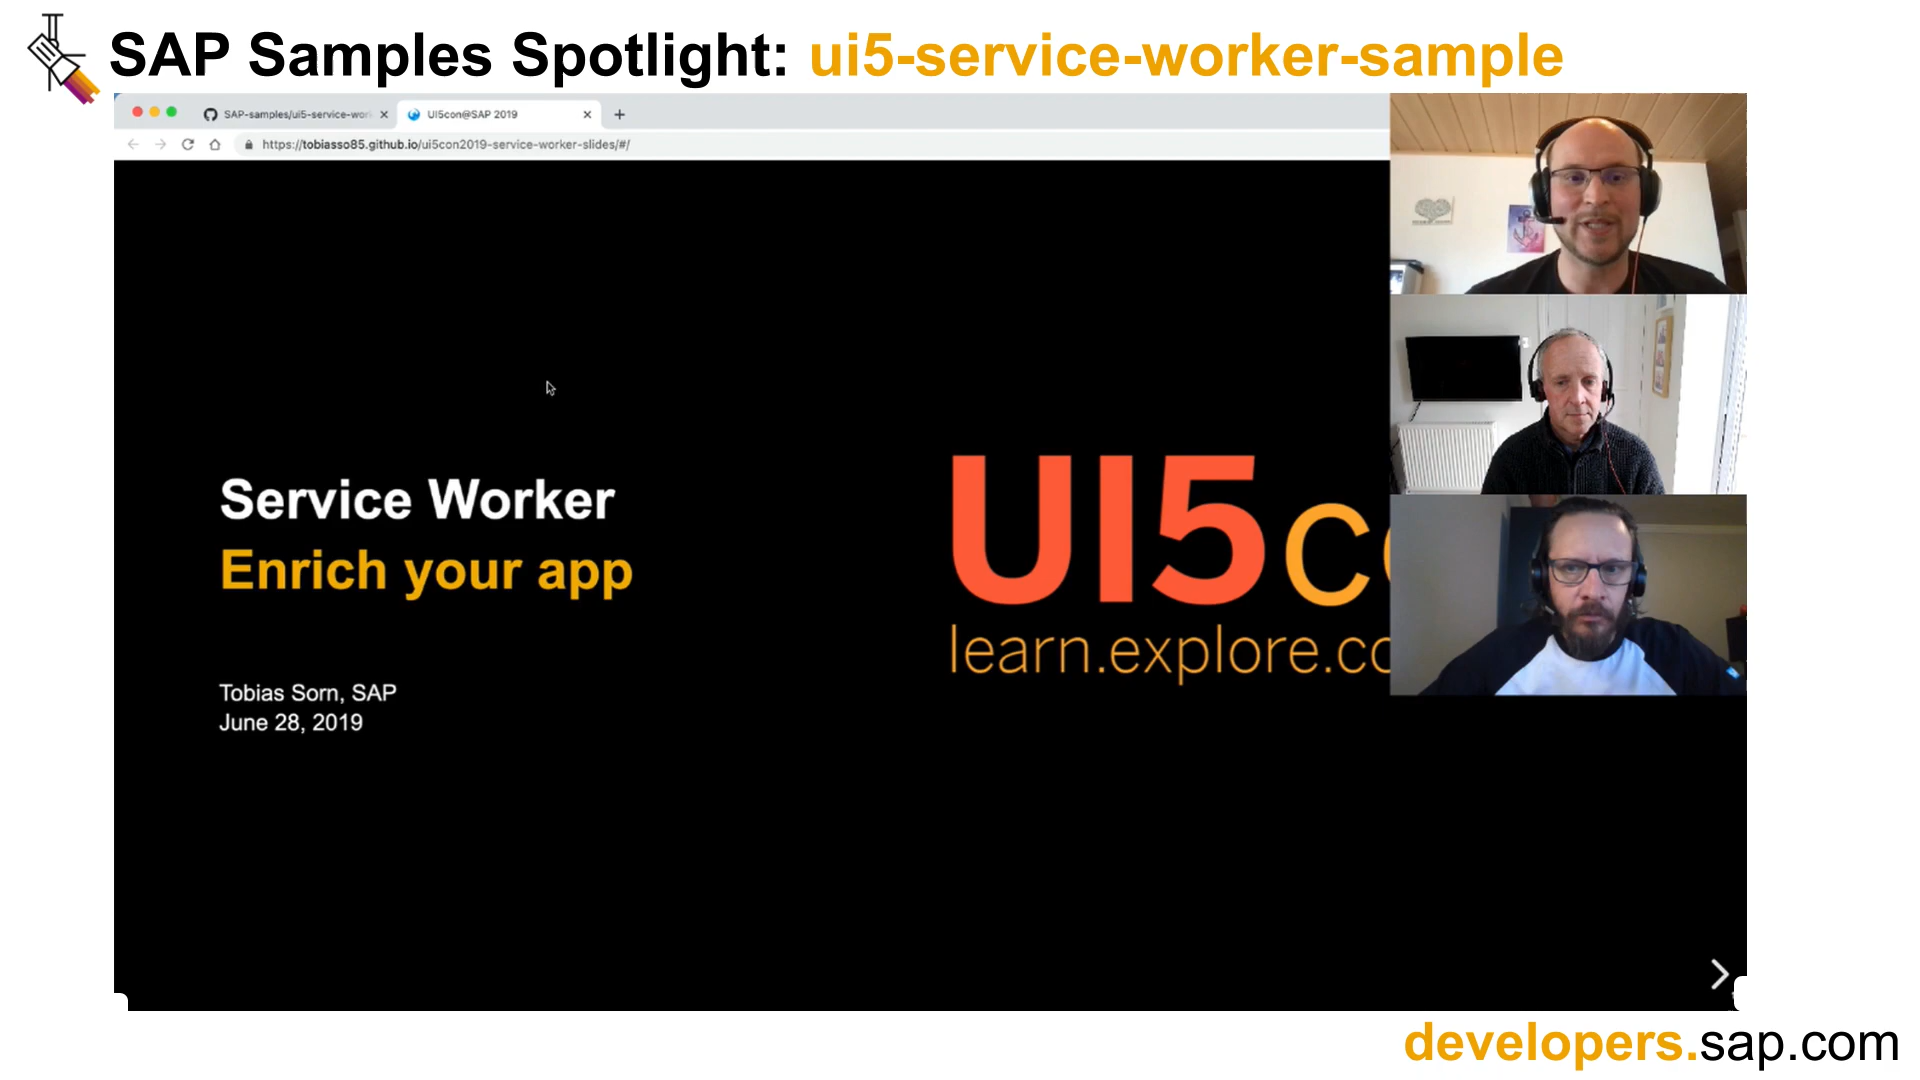 SAP Samples Spotlight: ui5-service-worker-sample
SAP-samples/ui5-service-work
UI5con@SAP 2019
https://tobiasso85.github.io/ui5con2019-service-worker-slides/#/
Service Worker
Enrich your app
UI5c
learn.explore.co
Tobias Sorn, SAP
June 28, 2019
developers.sap.com